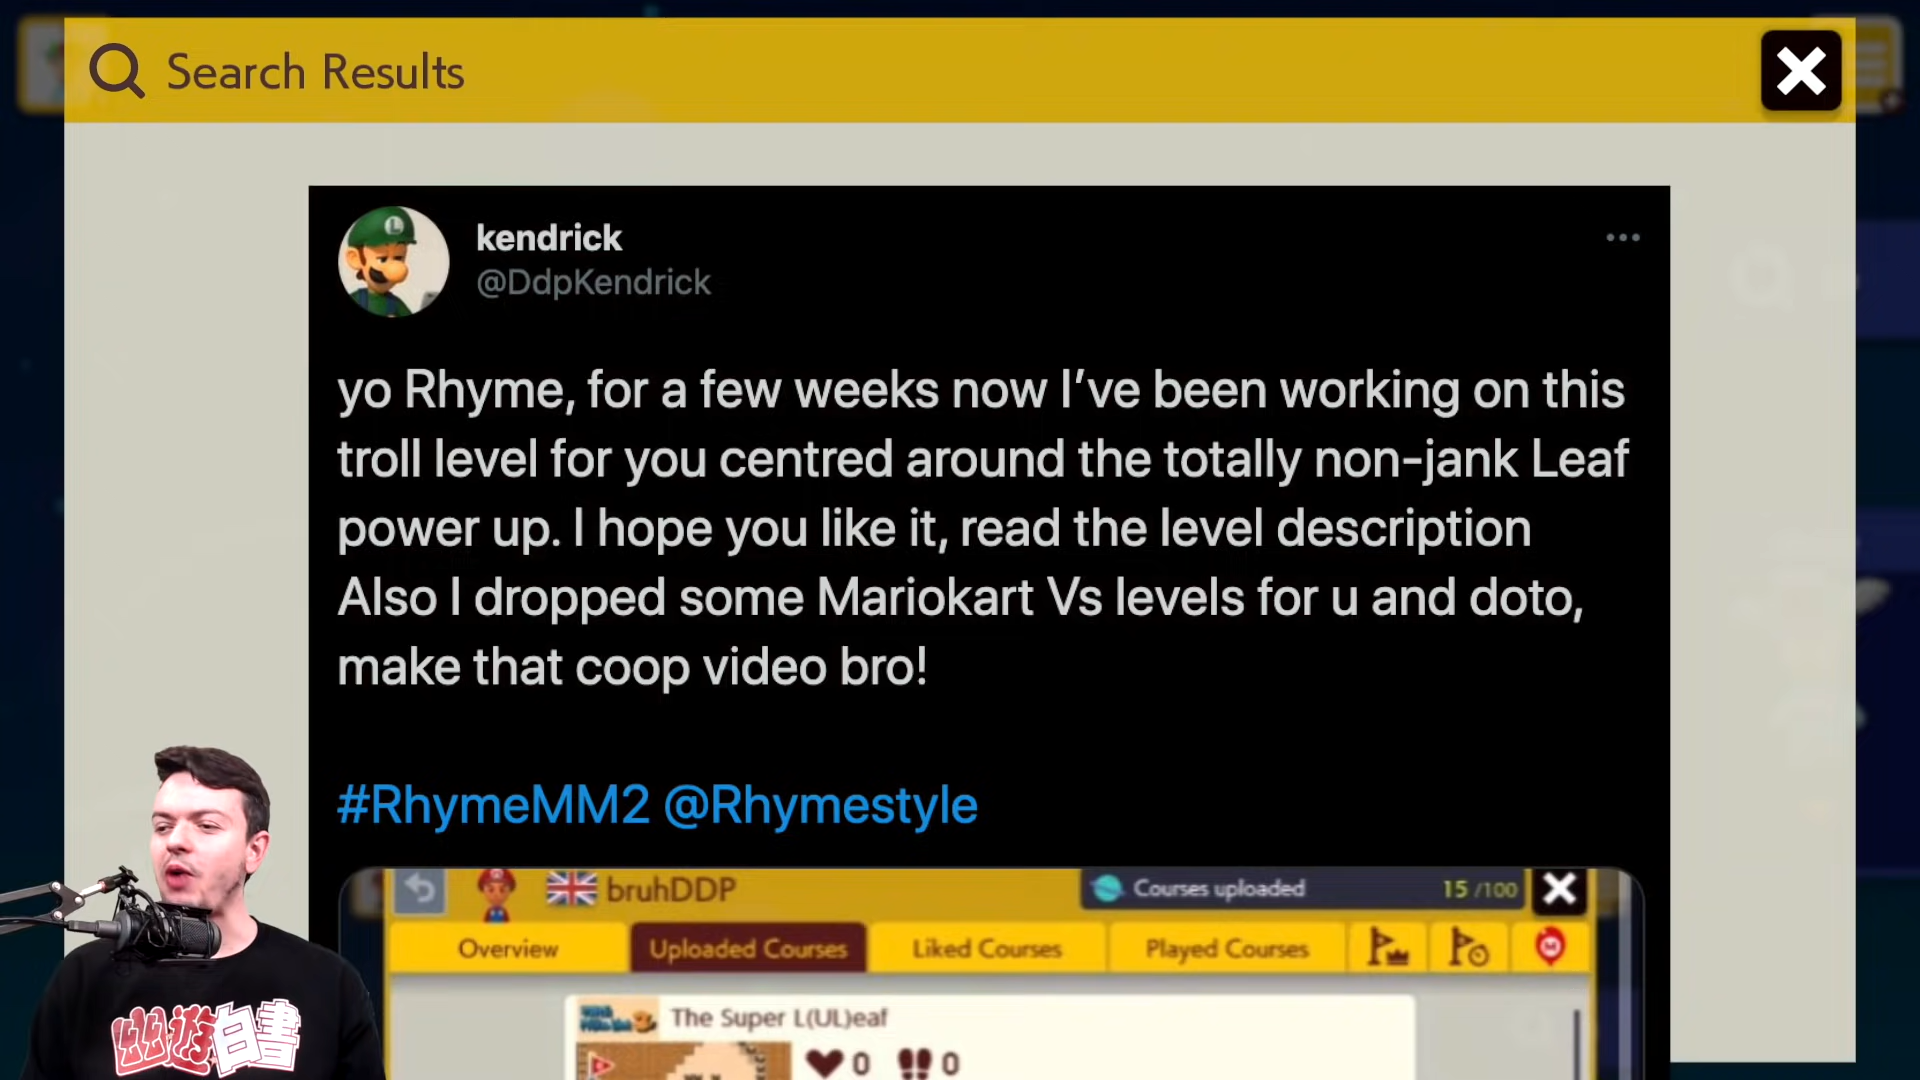 Search Results
kendrick
@DdpKendrick
yo Rhyme, for a few weeks now I've been working on this
troll level for you centred around the totally non-jank Leaf
power up. I hope you like it, read the level description
Also I dropped some Mariokart Vs levels for u and doto,
make that coop video bro!
#RhymeMM2 @Rhymestyle
bruhDDP
Courses uploaded 15 /100
Overview Uploaded Courses Liked Courses Played Courses
The Super L(UL)eaf
0 0
幽遊白書